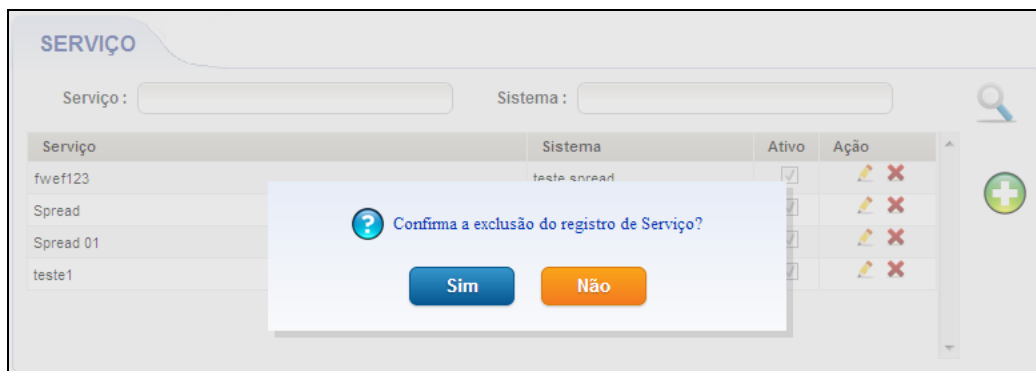 SERVIÇO
Serviço : Sistema :
Serviço Sistema Ativo Ação
fwef123 teste spread
Spread
Spread 01
teste1
Confirma a exclusão do registro de Serviço?
Sim Não